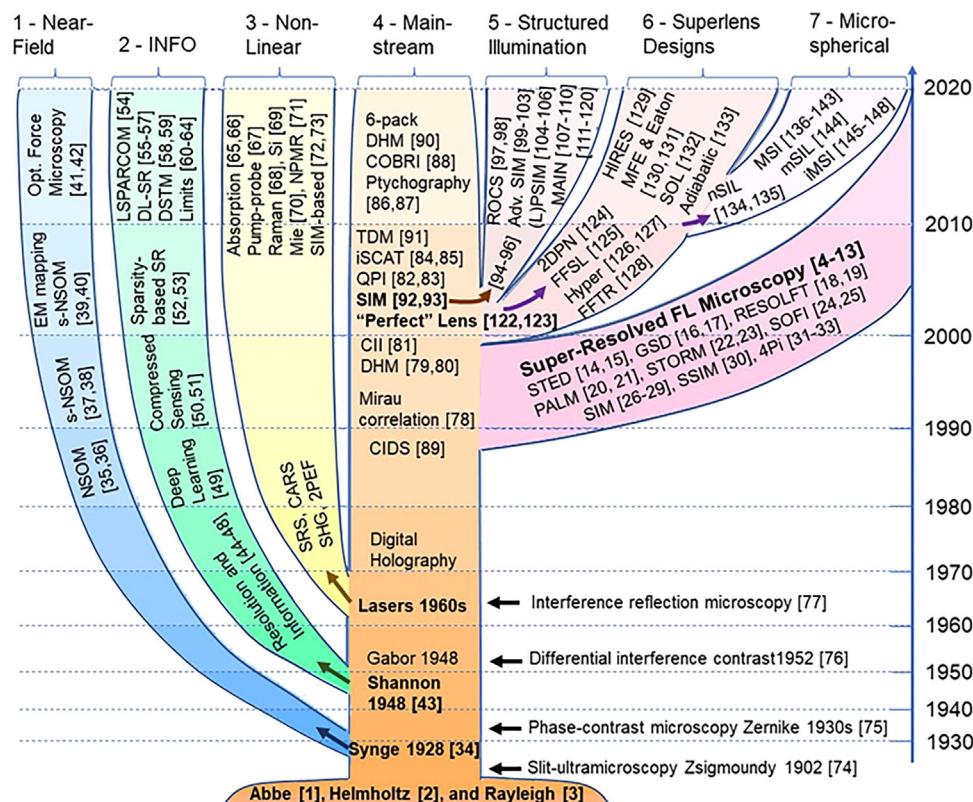 1 - Near-
Field
2 - INFO
3 - Non-
Linear
4 - Main-
stream
5 - Structured
Illumination
6 - Superlens
Designs
7 - Micro-
spherical
Opt. Force
Microscopy
[41,42]
EM mapping
s-NSOM
[39,40]
s-NSOM
[37,38]
NSOM
[35,36]
LSPARCOM [54]
DL-SR [55-57]
DSTM [58,59]
Limits [60-64]
Sparsity-
based SR
[52,53]
Compressed
Sensing
[50,51]
Deep
Learning
[49]
Resolution and
Information [44-48]
Absorption [65,66]
Pump-probe [67]
Raman [68], Si [69]
Mie [70], NPMR [71]
SIM-based [72,73]
SRS, CARS
SHG, 2PEF
6-pack
DHM [90]
COBRI [88]
Ptychography
[86,87]
TDM [91]
iSCAT [84,85]
QPI [82,83]
SIM [92,93]
“Perfect” Lens [122,123]
CII [81]
DHM [79,80]
Mirau
correlation [78]
CIDS [89]
Digital
Holography
Lasers 1960s
Gabor 1948
Shannon
1948 [43]
Synge 1928 [34]
Abbe [1], Helmholtz [2], and Rayleigh [3]
ROCS [97,98]
Adv. SIM [99-103]
(L)PSIM [104-106]
MAIN [107-110]
[111-120]
[94-96]
HIRES [129]
MFE & Eaton
[130,131]
SOL [132]
Adiabatic [133]
2DPN [124]
FFSL [125]
Hyper [126,127]
FFTR [128]
MSI [136-143]
mSIL [144]
iMSI [145-148]
nSIL
[134,135]
Super-Resolved FL Microscopy [4-13]
STED [14,15], GSD [16,17], RESOLFT [18,19]
PALM [20, 21], STORM [22,23], SOFI [24,25]
SIM [26-29], SSIM [30], 4Pi [31-33]
Interference reflection microscopy [77]
Differential interference contrast1952 [76]
Phase-contrast microscopy Zernike 1930s [75]
Slit-ultramicroscopy Zsigmoundy 1902 [74]
2020
2010
2000
1990
1980
1970
1960
1950
1940
1930